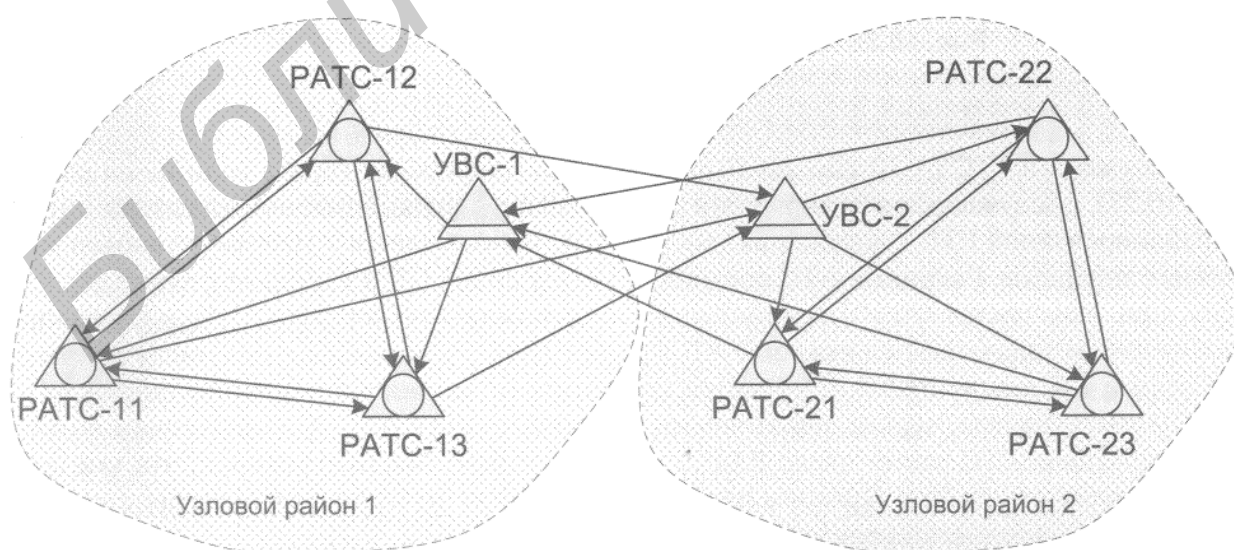 РАТС-12
РАТС-22
УВС-1
УВС-2
РАТС-11
РАТС-13
РАТС-21
РАТС-23
Узловой район 1
Узловой район 2
Библи